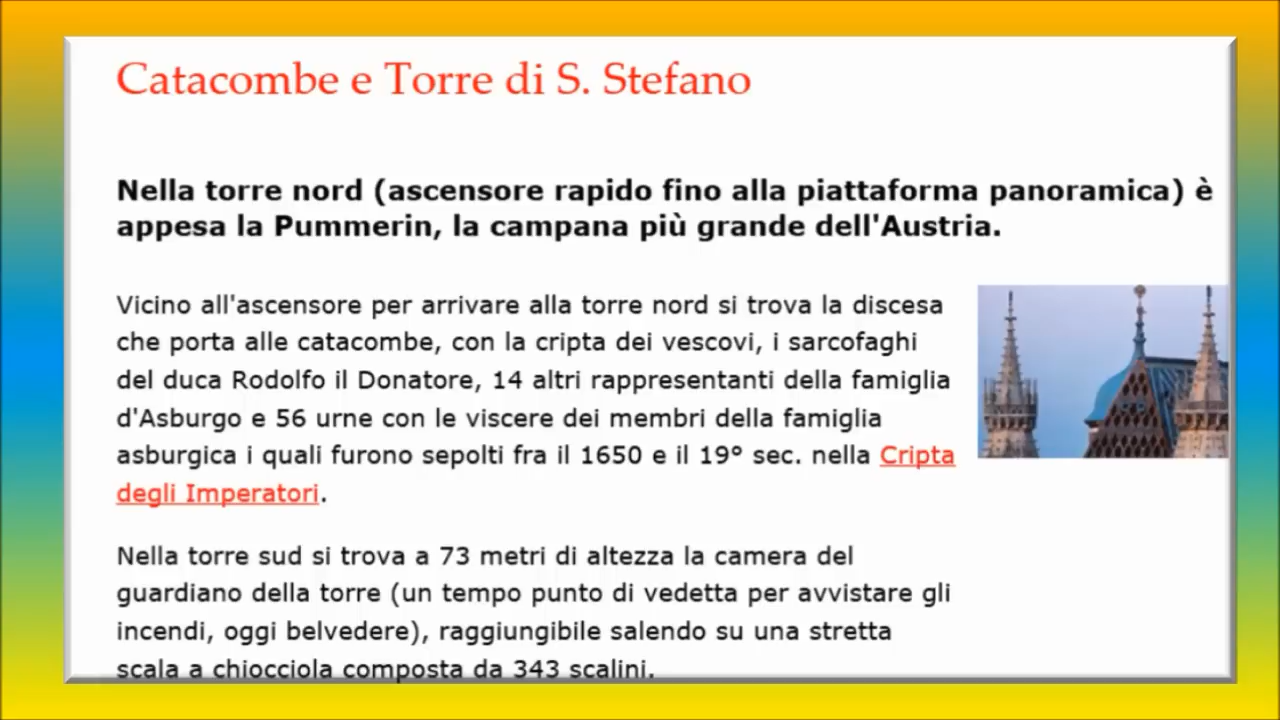 Catacombe e Torre di S. Stefano
Nella torre nord (ascensore rapido fino alla piattaforma panoramica) è
appesa la Pummerin, la campana più grande dell'Austria.
Vicino all'ascensore per arrivare alla torre nord si trova la discesa
che porta alle catacombe, con la cripta dei vescovi, i sarcofaghi
del duca Rodolfo il Donatore, 14 altri rappresentanti della famiglia
d'Asburgo e 56 urne con le viscere dei membri della famiglia
asburgica i quali furono sepolti fra il 1650 e il 19° sec. nella Cripta
degli Imperatori.
Nella torre sud si trova a 73 metri di altezza la camera del
guardiano della torre (un tempo punto di vedetta per avvistare gli
incendi, oggi belvedere), raggiungibile salendo su una stretta
scala a chiocciola composta da 343 scalini.